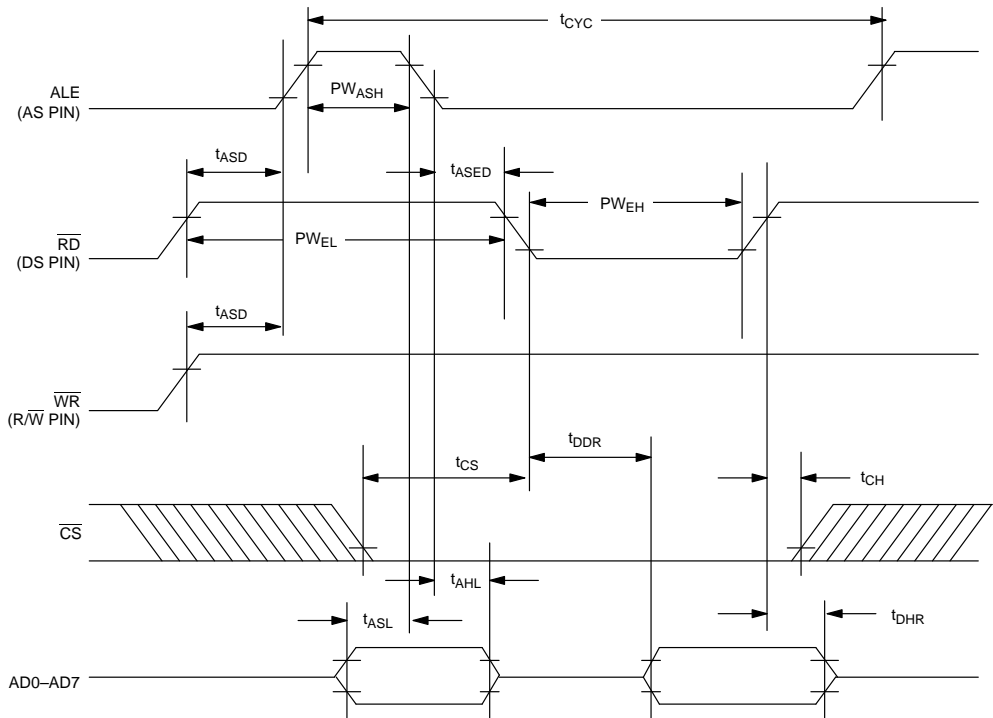 tCYC
ALE
(AS PIN)
PWASH
tASD
tASED
PWEH
RD
(DS PIN)
PWEL
tASD
WR
(R/W PIN)
tDDR
tCS
tCH
CS
tAHL
tASL
tDHR
AD0–AD7